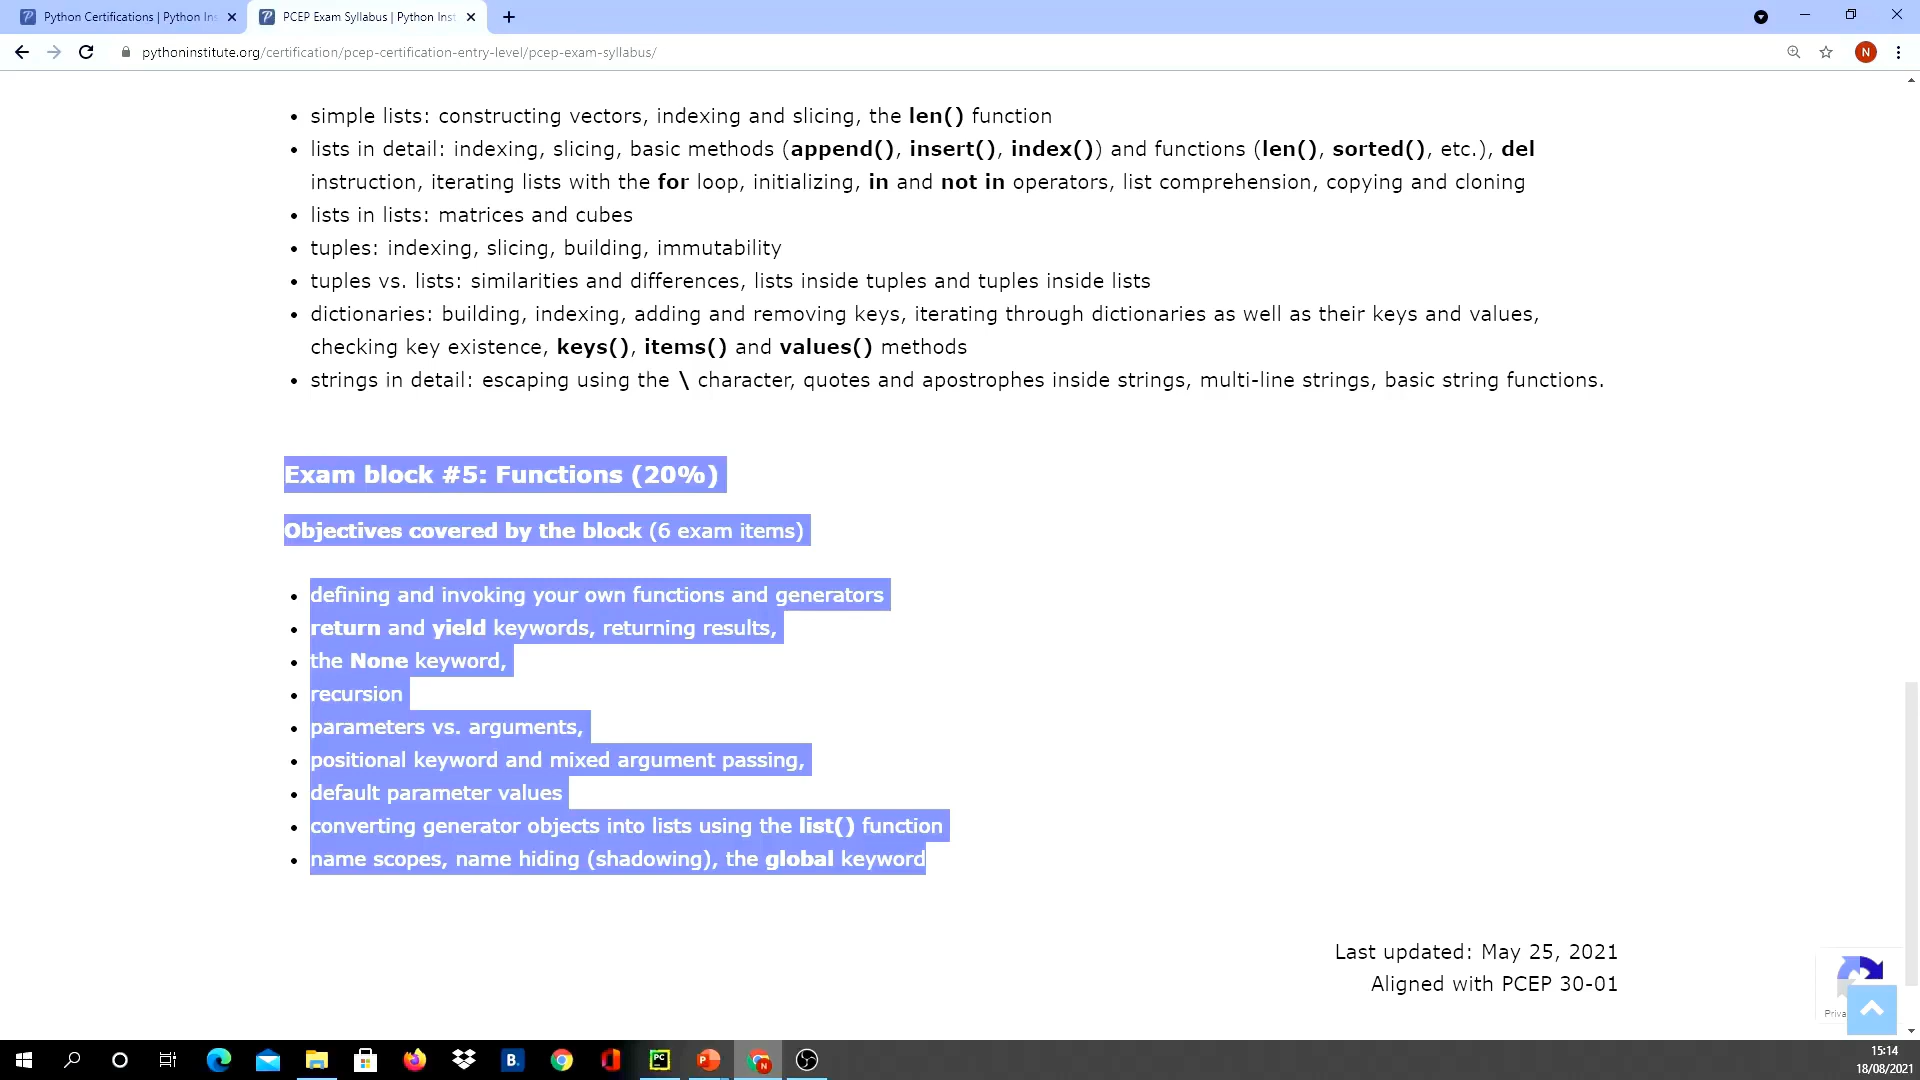 Python Certifications | Python Ins
PCEP Exam Syllabus | Python Inst
pythoninstitute.org/certification/pcep-certification-entry-level/pcep-exam-syllabus/
N
• simple lists: constructing vectors, indexing and slicing, the len() function
• lists in detail: indexing, slicing, basic methods (append(), insert(), index()) and functions (len(), sorted(), etc.), del
instruction, iterating lists with the for loop, initializing, in and not in operators, list comprehension, copying and cloning
• lists in lists: matrices and cubes
• tuples: indexing, slicing, building, immutability
• tuples vs. lists: similarities and differences, lists inside tuples and tuples inside lists
• dictionaries: building, indexing, adding and removing keys, iterating through dictionaries as well as their keys and values,
checking key existence, keys(), items() and values() methods
• strings in detail: escaping using the \ character, quotes and apostrophes inside strings, multi-line strings, basic string functions.
Exam block #5: Functions (20%)
Objectives covered by the block (6 exam items)
• defining and invoking your own functions and generators
• return and yield keywords, returning results,
• the None keyword,
• recursion
• parameters vs. arguments,
• positional keyword and mixed argument passing,
• default parameter values
• converting generator objects into lists using the list() function
• name scopes, name hiding (shadowing), the global keyword
Last updated: May 25, 2021
Aligned with PCEP 30-01
Priva
B.
PC
P
N
15:14
18/08/2021